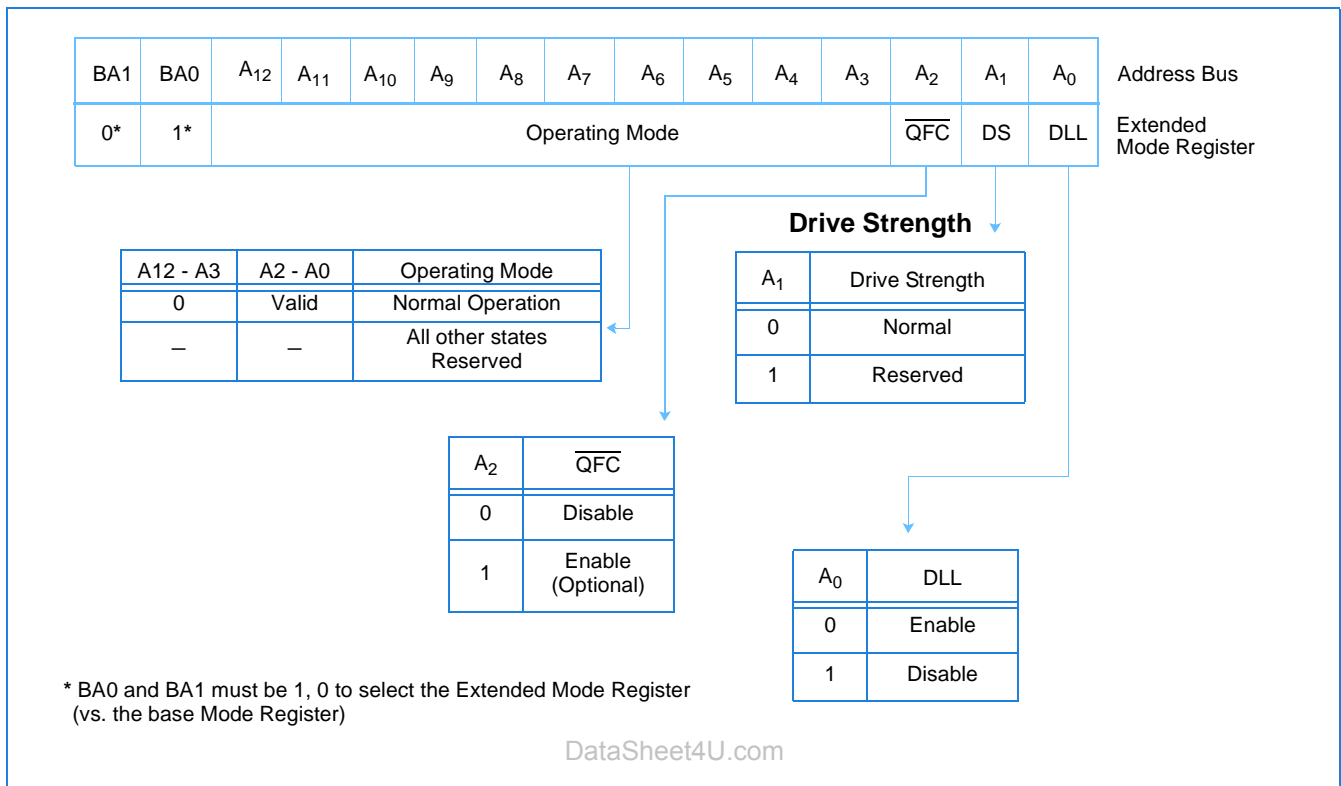 BA1 BA0 A12 A11 A10 A9 A8 A7 A6 A5 A4 A3 A2 A1 A0 Address Bus
0* 1* Operating Mode QFC DS DLL Extended
Mode Register
Drive Strength
A12 - A3 A2 - A0 Operating Mode
0 Valid Normal Operation
– – All other states
Reserved
A1 Drive Strength
0 Normal
1 Reserved
A2 QFC
0 Disable
1 Enable
(Optional)
A0 DLL
0 Enable
1 Disable
* BA0 and BA1 must be 1, 0 to select the Extended Mode Register
(vs. the base Mode Register)
DataSheet4U.com